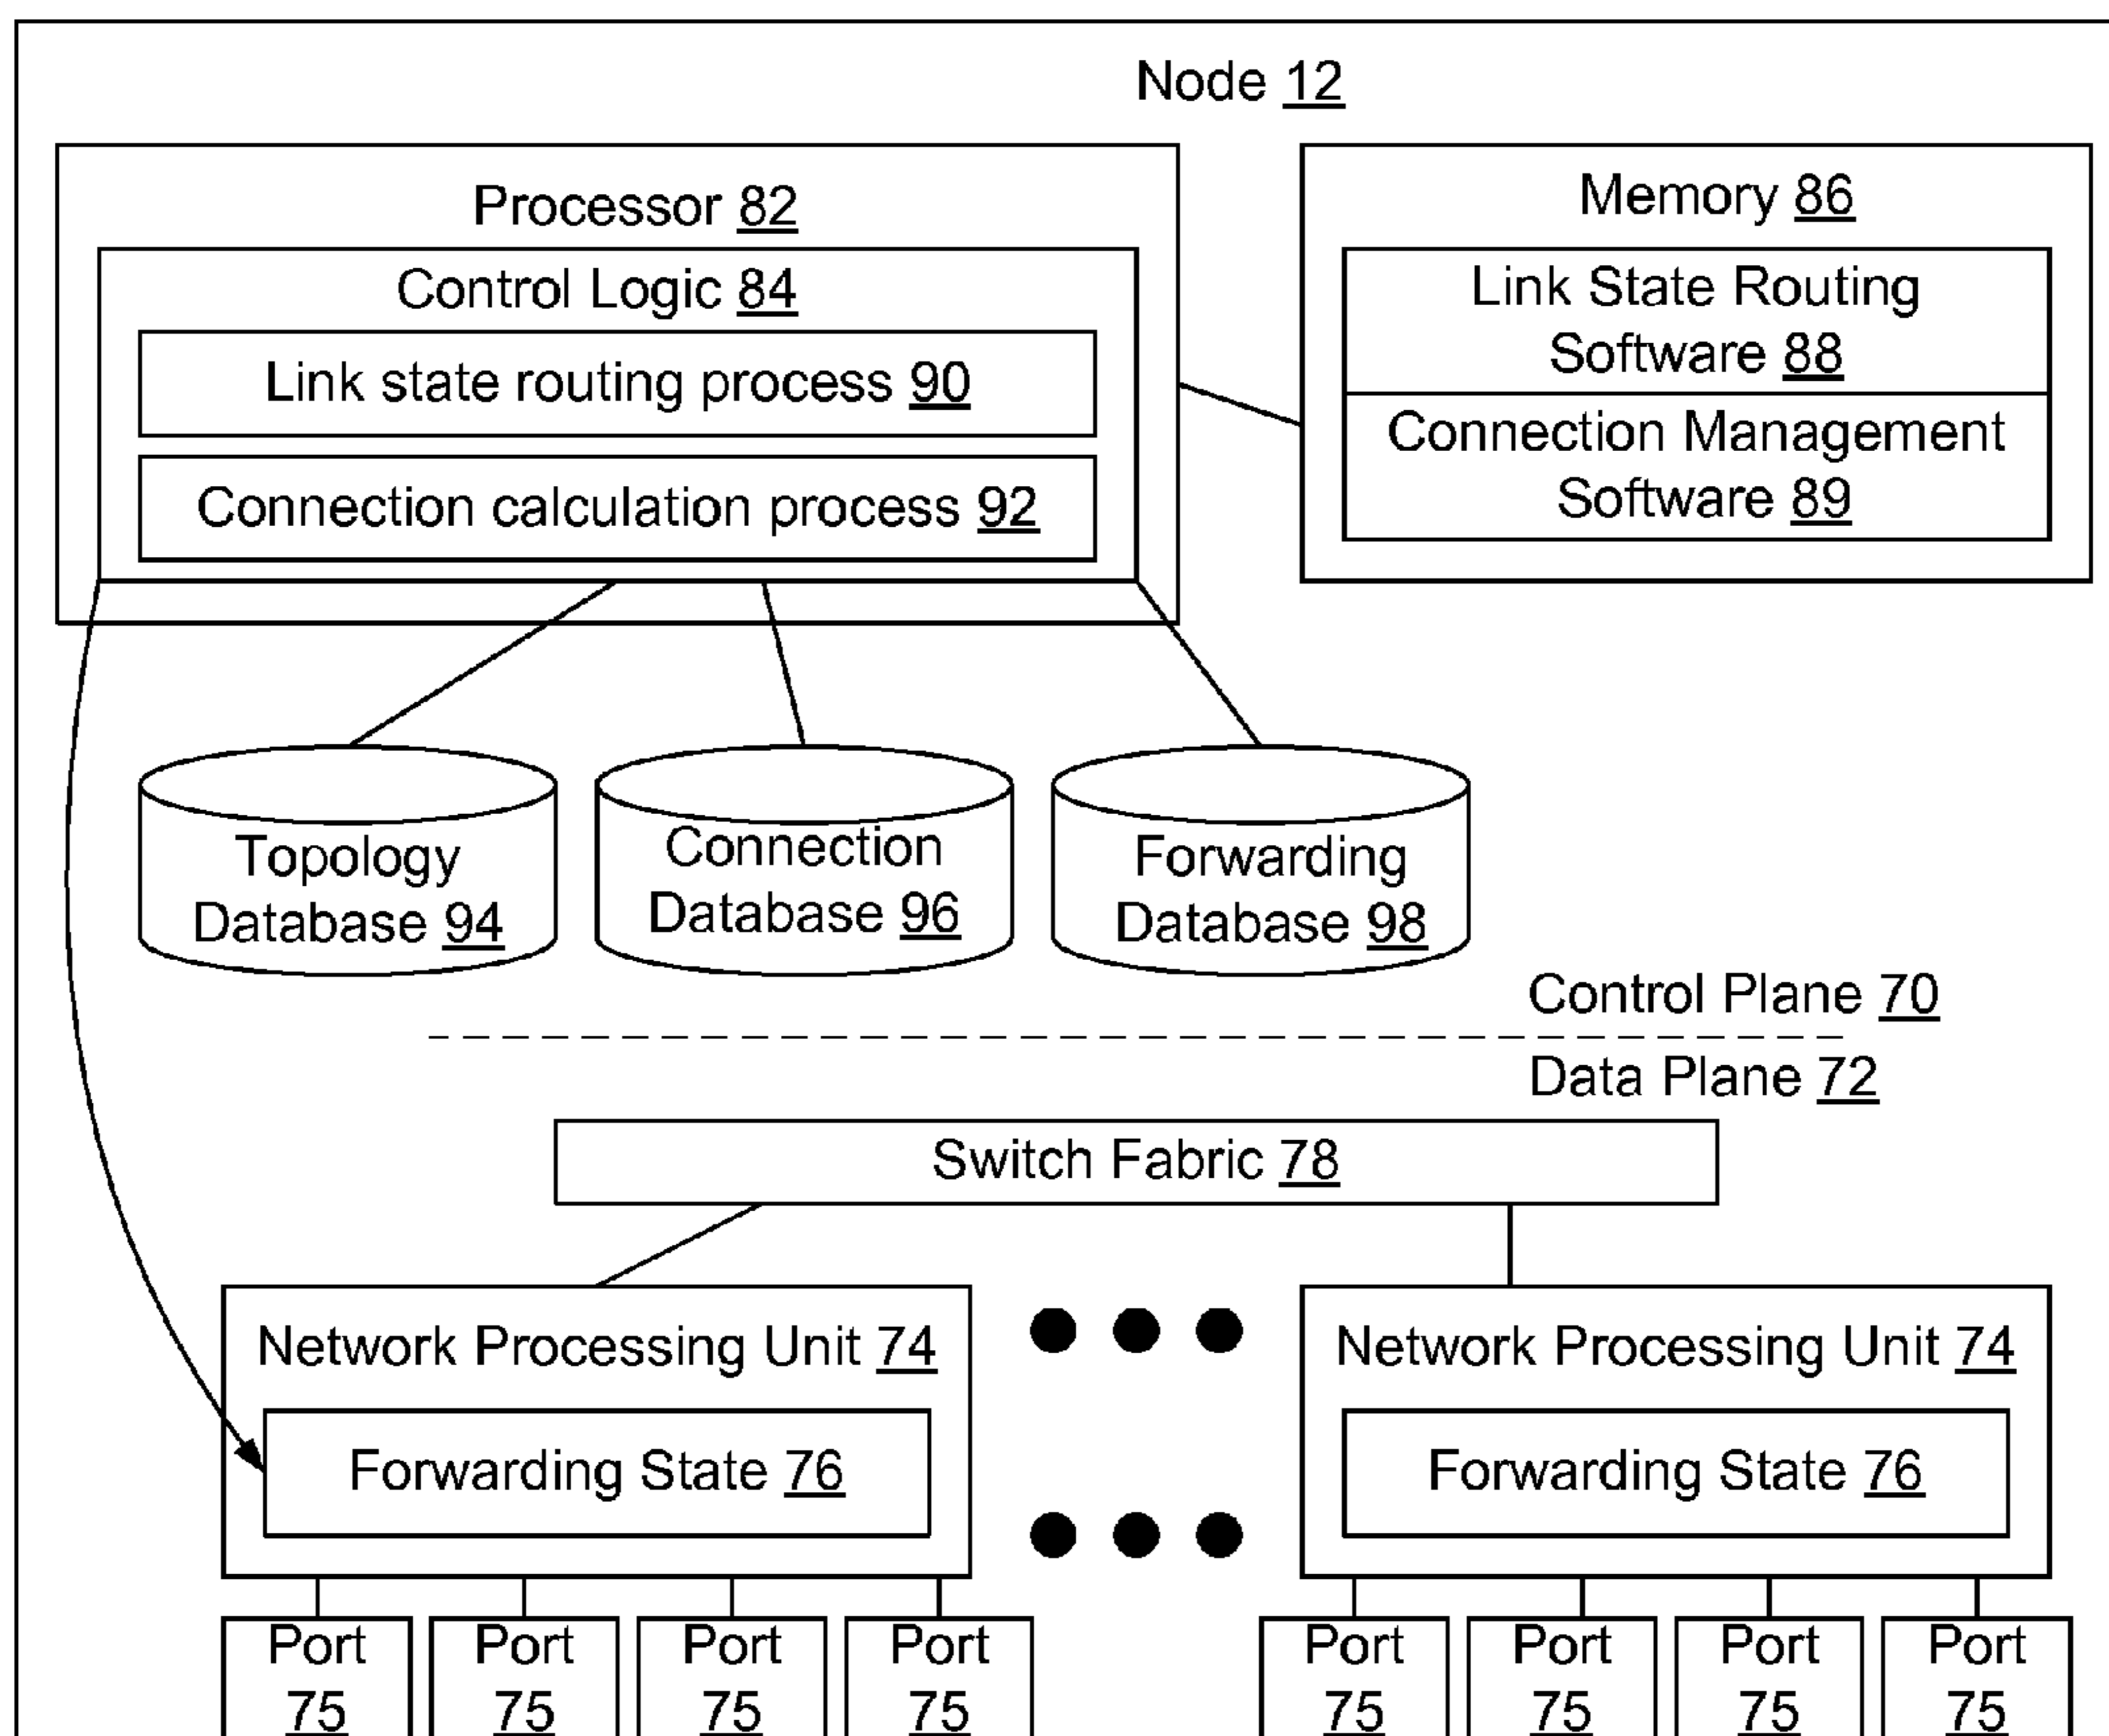 Node 12
Processor 82
Control Logic 84
Link state routing process 90
Connection calculation process 92
Memory 86
Link State Routing
Software 88
Connection Management
Software 89
Topology
Database 94
Connection
Database 96
Forwarding
Database 98
Control Plane 70
Data Plane 72
Switch Fabric 78
Network Processing Unit 74
Forwarding State 76
Network Processing Unit 74
Forwarding State 76
Port
75
Port
75
Port
75
Port
75
Port
75
Port
75
Port
75
Port
75